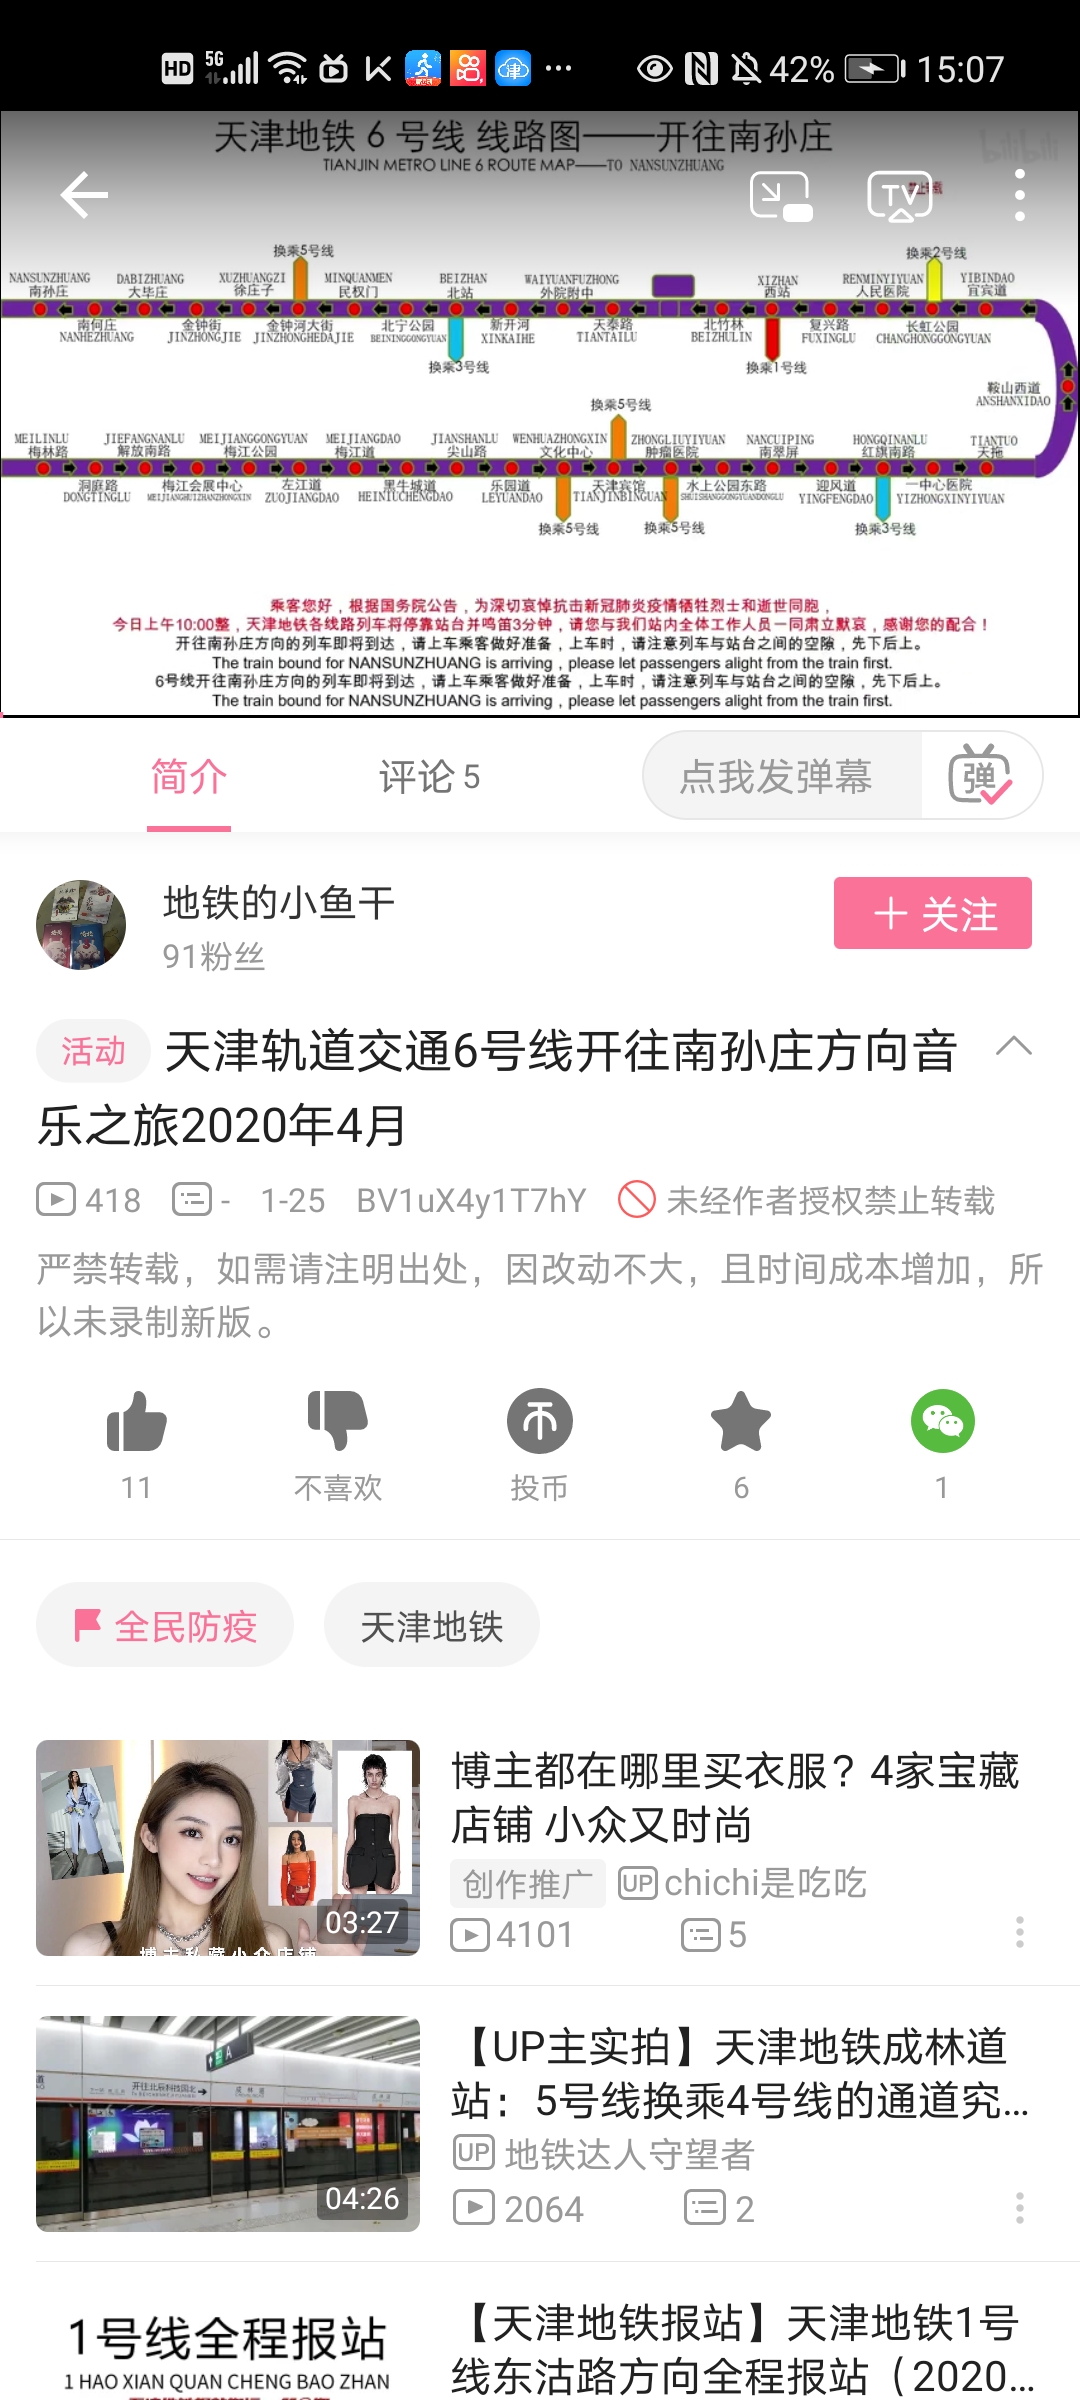 HD 5G 42% 15:07
天津地铁 6 号线 线路图——开往南孙庄
TIANJIN METRO LINE 6 ROUTE MAP——TO NANSUNZHUANG
bilibili
TV
换乘5号线 换乘2号线
NANSUNZHUANG DABIZHUANG XUZHUANGZI MINQUANMEN BEIZHAN WAIYUANFUZHONG XIZHAN RENMINYIYUAN YIBINDAO
南孙庄 大毕庄 徐庄子 民权门 北站 外院附中 西站 人民医院 宜宾道
南何庄 金钟街 金钟河大街 北宁公园 新开河 天泰路 北竹林 复兴路 长虹公园
NANHEZHUANG JINZHONGJIE JINZHONGHEDAJIE BEININGGONGYUAN XINKAIHE TIANTAILU BEIZHULIN FUXINGLU CHANGHONGGONGYUAN
换乘3号线 换乘1号线
鞍山西道
ANSHANXIDAO
换乘5号线
MEILINLU JIEFANGNANLU MEIJIANGGONGYUAN MEIJIANGDAO JIANSHANLU WENHUAZHONGXIN ZHONGLIUYIYUAN NANCUIPING HONGQINANLU TIANTUO
梅林路 解放南路 梅江公园 梅江道 尖山路 文化中心 肿瘤医院 南翠屏 红旗南路 天拖
洞庭路 梅江会展中心 左江道 黑牛城道 乐园道 天津宾馆 水上公园东路 迎风道 一中心医院
DONGTINGLU MEIJIANGHUIZHANZHONGXIN ZUOJIANGDAO HEINIUCHENGDAO LEYUANDAO TIANJINBINGUAN SHUISHANGGONGYUANDONGLU YINGFENGDAO YIZHONGXINYIYUAN
换乘5号线 换乘5号线 换乘3号线
乘客您好，根据国务院公告，为深切哀悼抗击新冠肺炎疫情牺牲烈士和逝世同胞，
今日上午10:00整，天津地铁各线路列车将停靠站台并鸣笛3分钟，请您与我们站内全体工作人员一同肃立默哀，感谢您的配合！
开往南孙庄方向的列车即将到达，请上车乘客做好准备，上车时，请注意列车与站台之间的空隙，先下后上。
The train bound for NANSUNZHUANG is arriving，please let passengers alight from the train first.
6号线开往南孙庄方向的列车即将到达，请上车乘客做好准备，上车时，请注意列车与站台之间的空隙，先下后上。
The train bound for NANSUNZHUANG is arriving，please let passengers alight from the train first.
简介 评论 5 点我发弹幕 弹
地铁的小鱼干
91粉丝
＋关注
活动 天津轨道交通6号线开往南孙庄方向音
乐之旅2020年4月
418 - 1-25 BV1uX4y1T7hY 未经作者授权禁止转载
严禁转载，如需请注明出处，因改动不大，且时间成本增加，所
以未录制新版。
11 不喜欢 投币 6 1
全民防疫 天津地铁
博主都在哪里买衣服？4家宝藏
店铺 小众又时尚
创作推广 UP chichi是吃吃
4101 5
03:27
博主私藏小众店铺
【UP主实拍】天津地铁成林道
站：5号线换乘4号线的通道究...
UP 地铁达人守望者
2064 2
04:26
1号线全程报站
1 HAO XIAN QUAN CHENG BAO ZHAN
【天津地铁报站】天津地铁1号
线东沽路方向全程报站（2020...